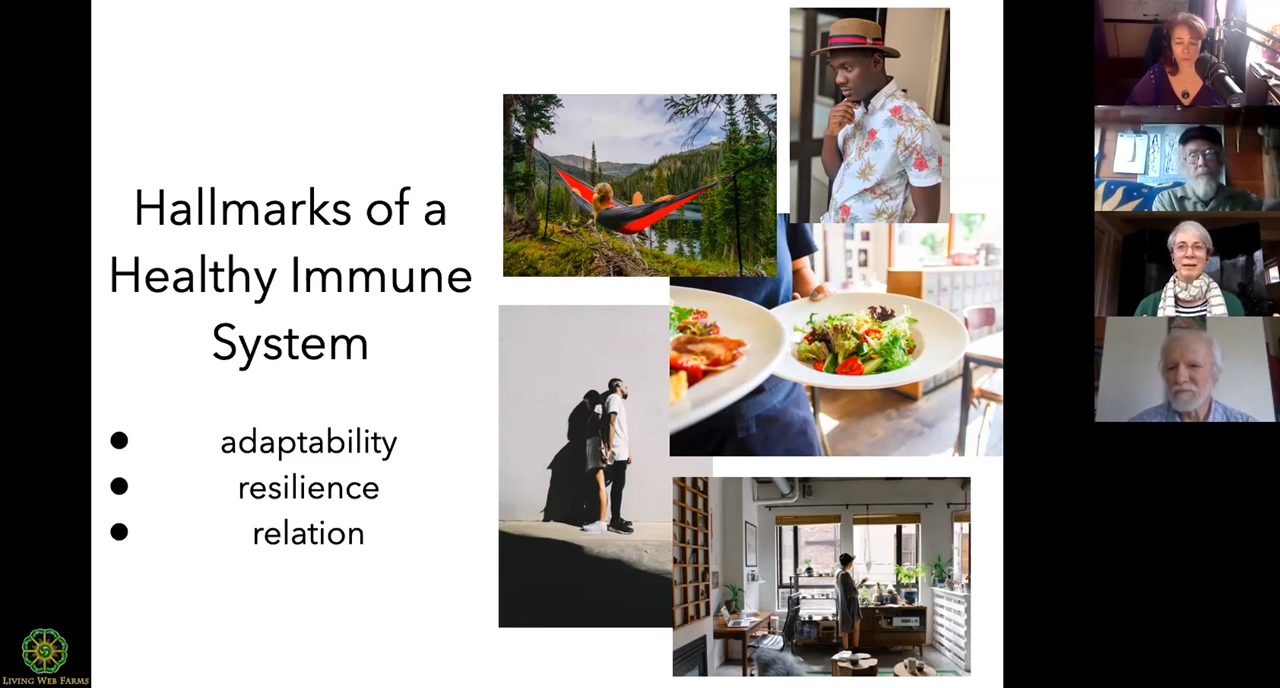 Hallmarks of a
Healthy Immune
System
● adaptability
● resilience
● relation
LIVING WEB FARMS